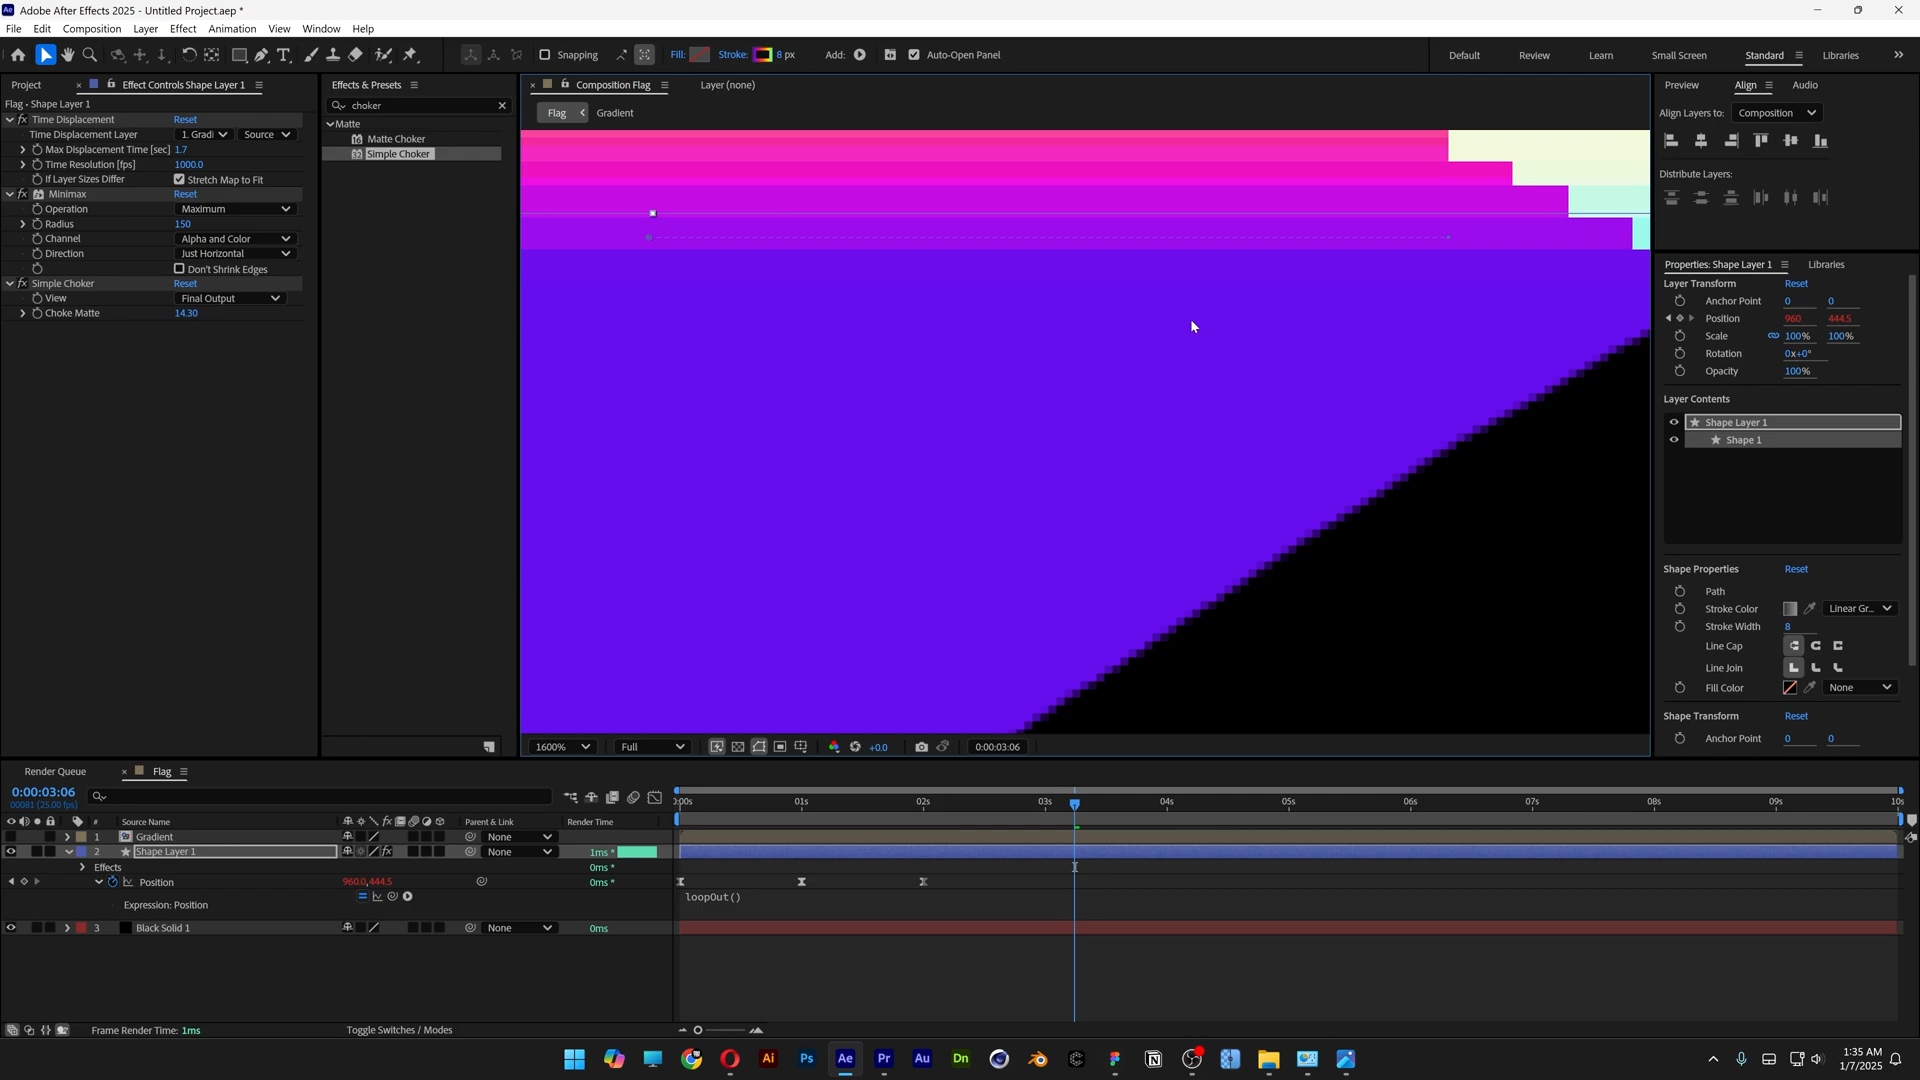 Adobe After Effects 2025 - Untitled Project.aep *
File Edit Composition Layer Effect Animation View Window Help
Snapping Fill: Stroke: 8 px Add: Auto-Open Panel Default Review Learn Small Screen Standard Libraries
Project Effect Controls Shape Layer 1
Flag • Shape Layer 1
Time Displacement Reset
Time Displacement Layer 1. Gradi Source
Max Displacement Time [sec] 1.7
Time Resolution [fps] 1000.0
If Layer Sizes Differ Stretch Map to Fit
Minimax Reset
Operation Maximum
Radius 150
Channel Alpha and Color
Direction Just Horizontal
Don't Shrink Edges
Simple Choker Reset
View Final Output
Choke Matte 14.30
Effects & Presets
choker
Matte
Matte Choker
Simple Choker
Composition Flag Layer (none)
Flag Gradient
1600% Full +0.0 0:00:03:06
Preview Align Audio
Align Layers to: Composition
Distribute Layers:
Properties: Shape Layer 1 Libraries
Layer Transform Reset
Anchor Point 0 0
Position 960 444.5
Scale 100% 100%
Rotation 0x+0°
Opacity 100%
Layer Contents
Shape Layer 1
Shape 1
Shape Properties Reset
Path
Stroke Color Linear Gr...
Stroke Width 8
Line Cap
Line Join
Fill Color None
Shape Transform Reset
Anchor Point 0 0
Render Queue Flag
0:00:03:06
00081 (25.00 fps)
:00s 01s 02s 03s 04s 05s 06s 07s 08s 09s 10s
# Source Name Parent & Link Render Time
1 Gradient None
2 Shape Layer 1 None 1ms *
Effects 0ms *
Position 960.0,444.5 0ms *
Expression: Position loopOut()
3 Black Solid 1 None 0ms
Frame Render Time: 1ms Toggle Switches / Modes
1:35 AM
1/7/2025